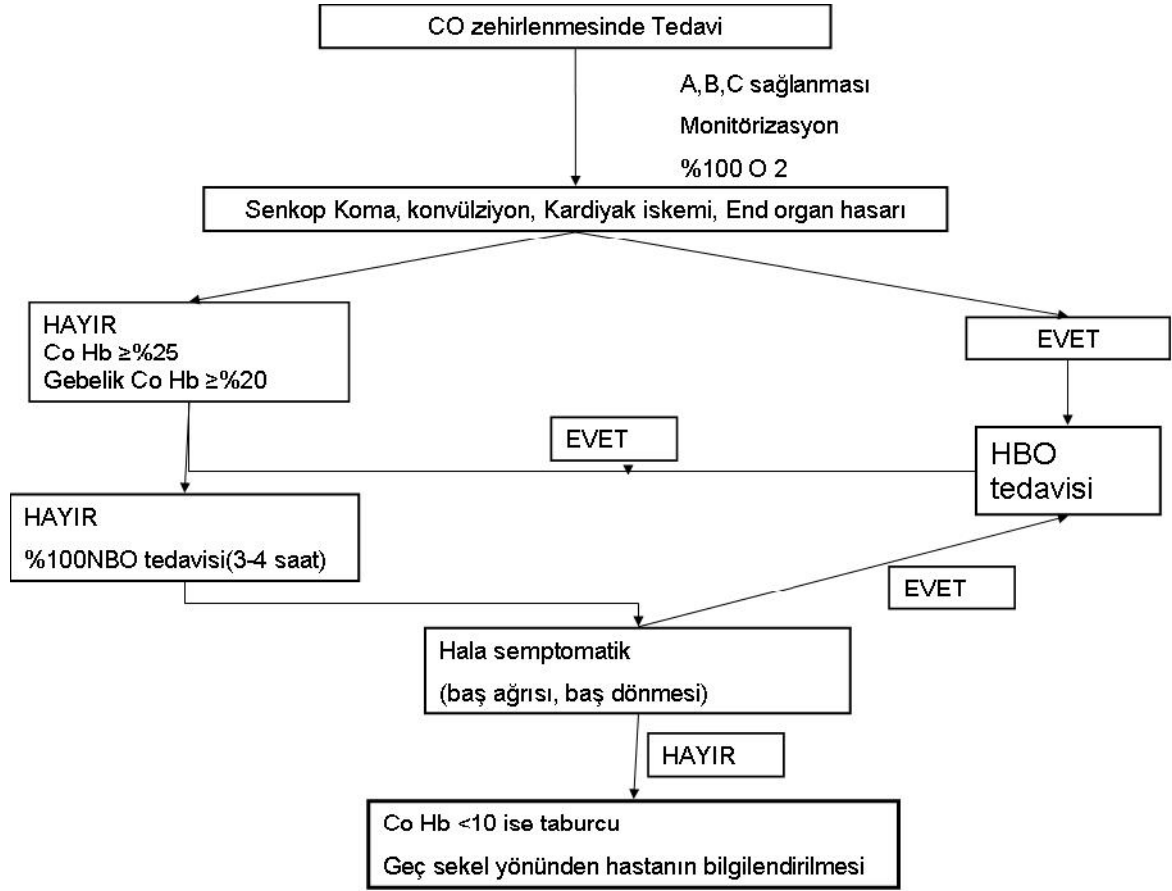 CO zehirlenmesinde Tedavi
A,B,C sağlanması
Monitörizasyon
%100 O 2
Senkop Koma, konvülziyon, Kardiyak iskemi, End organ hasarı
HAYIR
Co Hb ≥%25
Gebelik Co Hb ≥%20
EVET
EVET
HBO
tedavisi
HAYIR
%100NBO tedavisi(3-4 saat)
EVET
Hala semptomatik
(baş ağrısı, baş dönmesi)
HAYIR
Co Hb <10 ise taburcu
Geç sekel yönünden hastanın bilgilendirilmesi